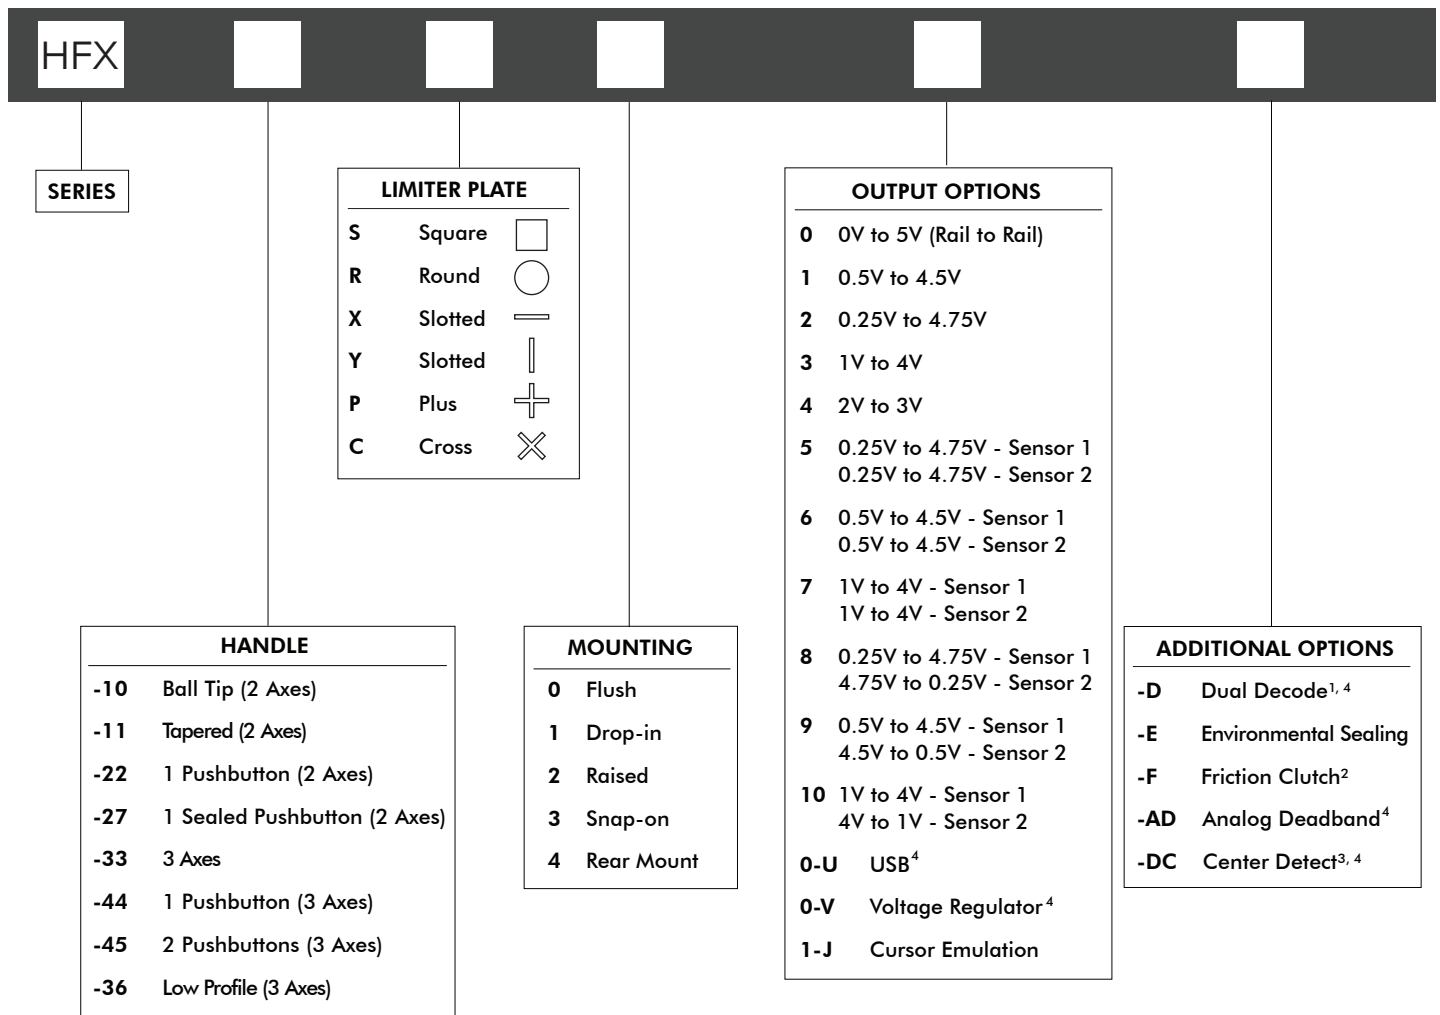 HFX
SERIES
LIMITER PLATE
S Square
R Round
X Slotted
Y Slotted
P Plus
C Cross
OUTPUT OPTIONS
0 0V to 5V (Rail to Rail)
1 0.5V to 4.5V
2 0.25V to 4.75V
3 1V to 4V
4 2V to 3V
5 0.25V to 4.75V - Sensor 1
0.25V to 4.75V - Sensor 2
6 0.5V to 4.5V - Sensor 1
0.5V to 4.5V - Sensor 2
7 1V to 4V - Sensor 1
1V to 4V - Sensor 2
8 0.25V to 4.75V - Sensor 1
4.75V to 0.25V - Sensor 2
9 0.5V to 4.5V - Sensor 1
4.5V to 0.5V - Sensor 2
10 1V to 4V - Sensor 1
4V to 1V - Sensor 2
0-U USB⁴
0-V Voltage Regulator⁴
1-J Cursor Emulation
HANDLE
-10 Ball Tip (2 Axes)
-11 Tapered (2 Axes)
-22 1 Pushbutton (2 Axes)
-27 1 Sealed Pushbutton (2 Axes)
-33 3 Axes
-44 1 Pushbutton (3 Axes)
-45 2 Pushbuttons (3 Axes)
-36 Low Profile (3 Axes)
MOUNTING
0 Flush
1 Drop-in
2 Raised
3 Snap-on
4 Rear Mount
ADDITIONAL OPTIONS
-D Dual Decode¹, ⁴
-E Environmental Sealing
-F Friction Clutch²
-AD Analog Deadband⁴
-DC Center Detect³, ⁴